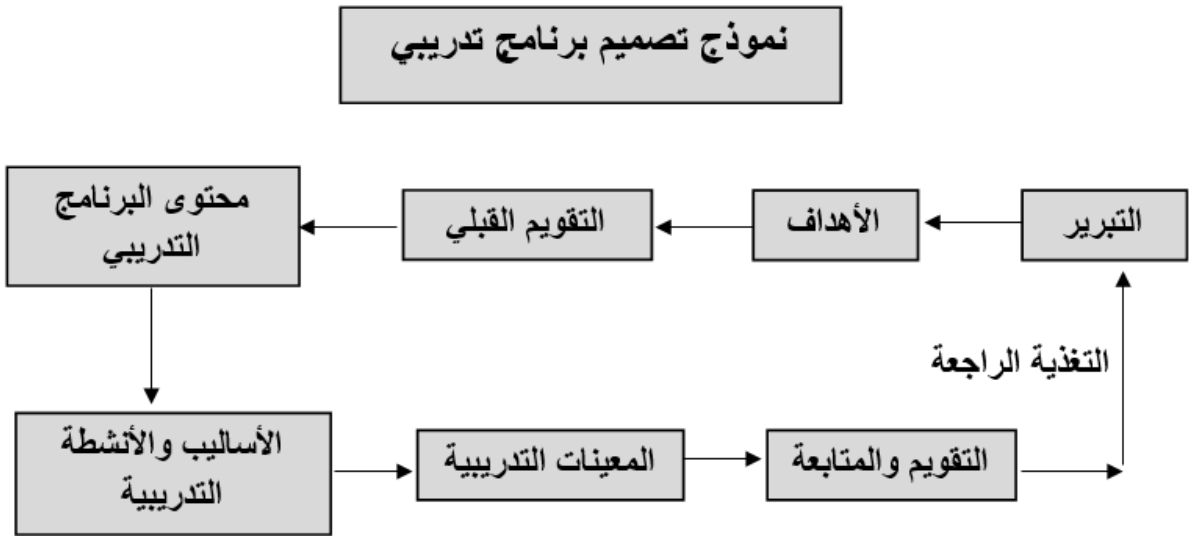 نموذج تصميم برنامج تدريبي
التبرير
الأهداف
التقويم القبلي
محتوى البرنامج
التدريبي
التغذية الراجعة
الأساليب والأنشطة
التدريبية
المعينات التدريبية
التقويم والمتابعة